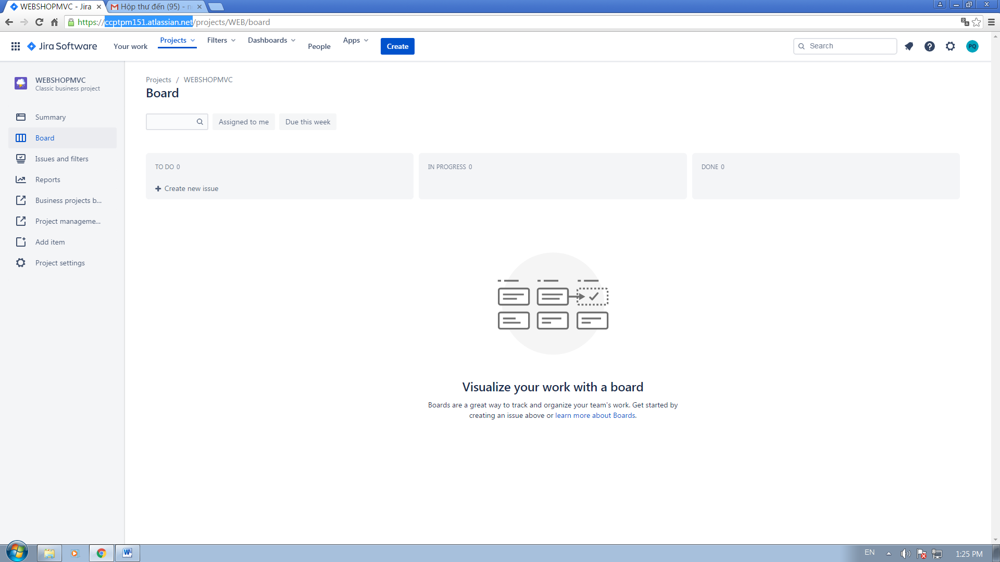 WEBSHOPMVC - Jira
Hộp thư đến (95) -
https://ccptpm151.atlassian.net/projects/WEB/board
Jira Software
Your work
Projects
Filters
Dashboards
People
Apps
Create
Search
PQ
WEBSHOPMVC
Classic business project
Summary
Board
Issues and filters
Reports
Business projects b...
Project manageme...
Add item
Project settings
Projects / WEBSHOPMVC
Board
Assigned to me
Due this week
TO DO 0
IN PROGRESS 0
DONE 0
+ Create new issue
Visualize your work with a board
Boards are a great way to track and organize your team's work. Get started by
creating an issue above or learn more about Boards.
EN
1:25 PM